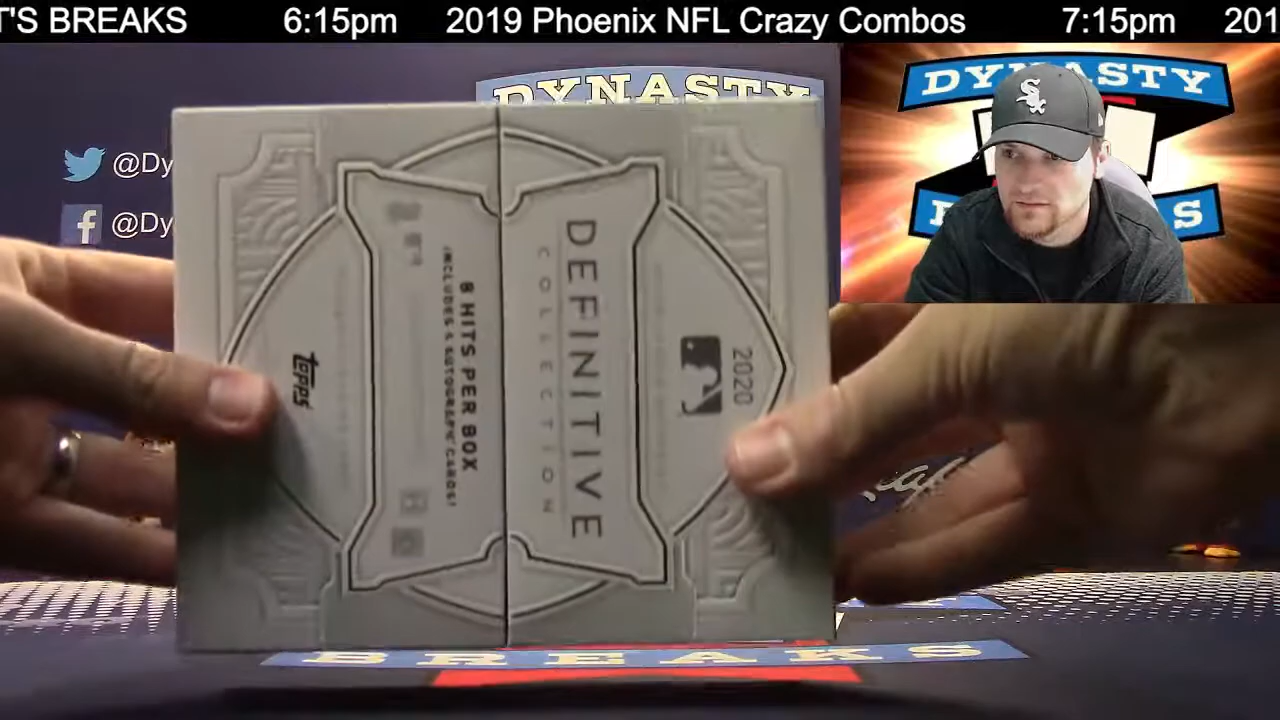 T'S BREAKS 6:15pm 2019 Phoenix NFL Crazy Combos 7:15pm 201
DYNASTY
@Dy
@Dy
2020
DEFINITIVE
COLLECTION
8 HITS PER BOX
INCLUDES 6 AUTOGRAPH CARDS!
topps
BREAKS
DYNASTY
Sox
B S